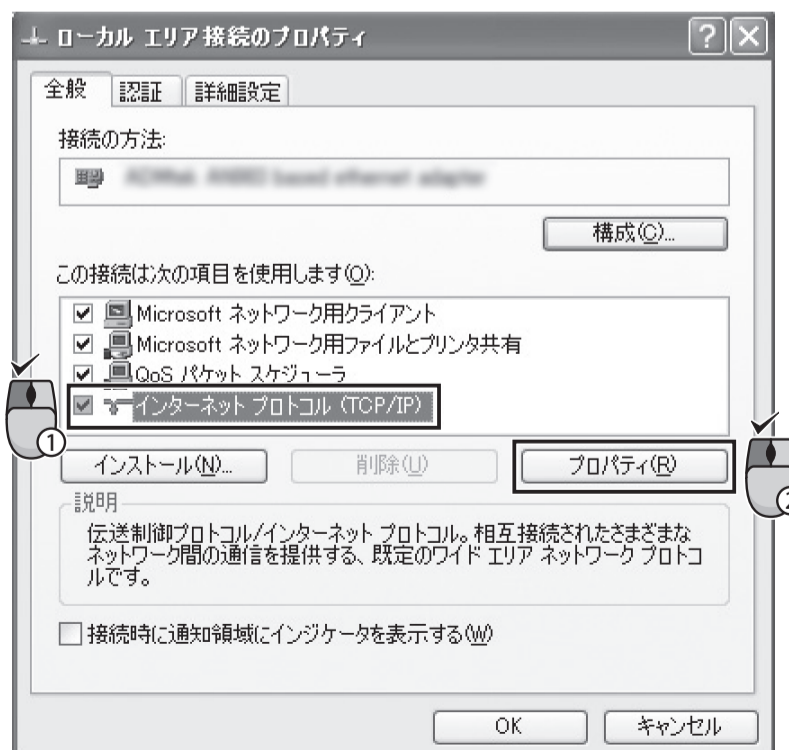 ローカル エリア接続のプロパティ
全般 認証 詳細設定
接続の方法:
構成(C)...
この接続は次の項目を使用します(O):
Microsoft ネットワーク用クライアント
Microsoft ネットワーク用ファイルとプリンタ共有
QoS パケット スケジューラ
インターネット プロトコル (TCP/IP)
①
インストール(N)... 削除(U) プロパティ(R)
②
説明
伝送制御プロトコル/インターネット プロトコル。相互接続されたさまざまな
ネットワーク間の通信を提供する、既定のワイド エリア ネットワーク プロトコ
ルです。
接続時に通知領域にインジケータを表示する(W)
OK キャンセル